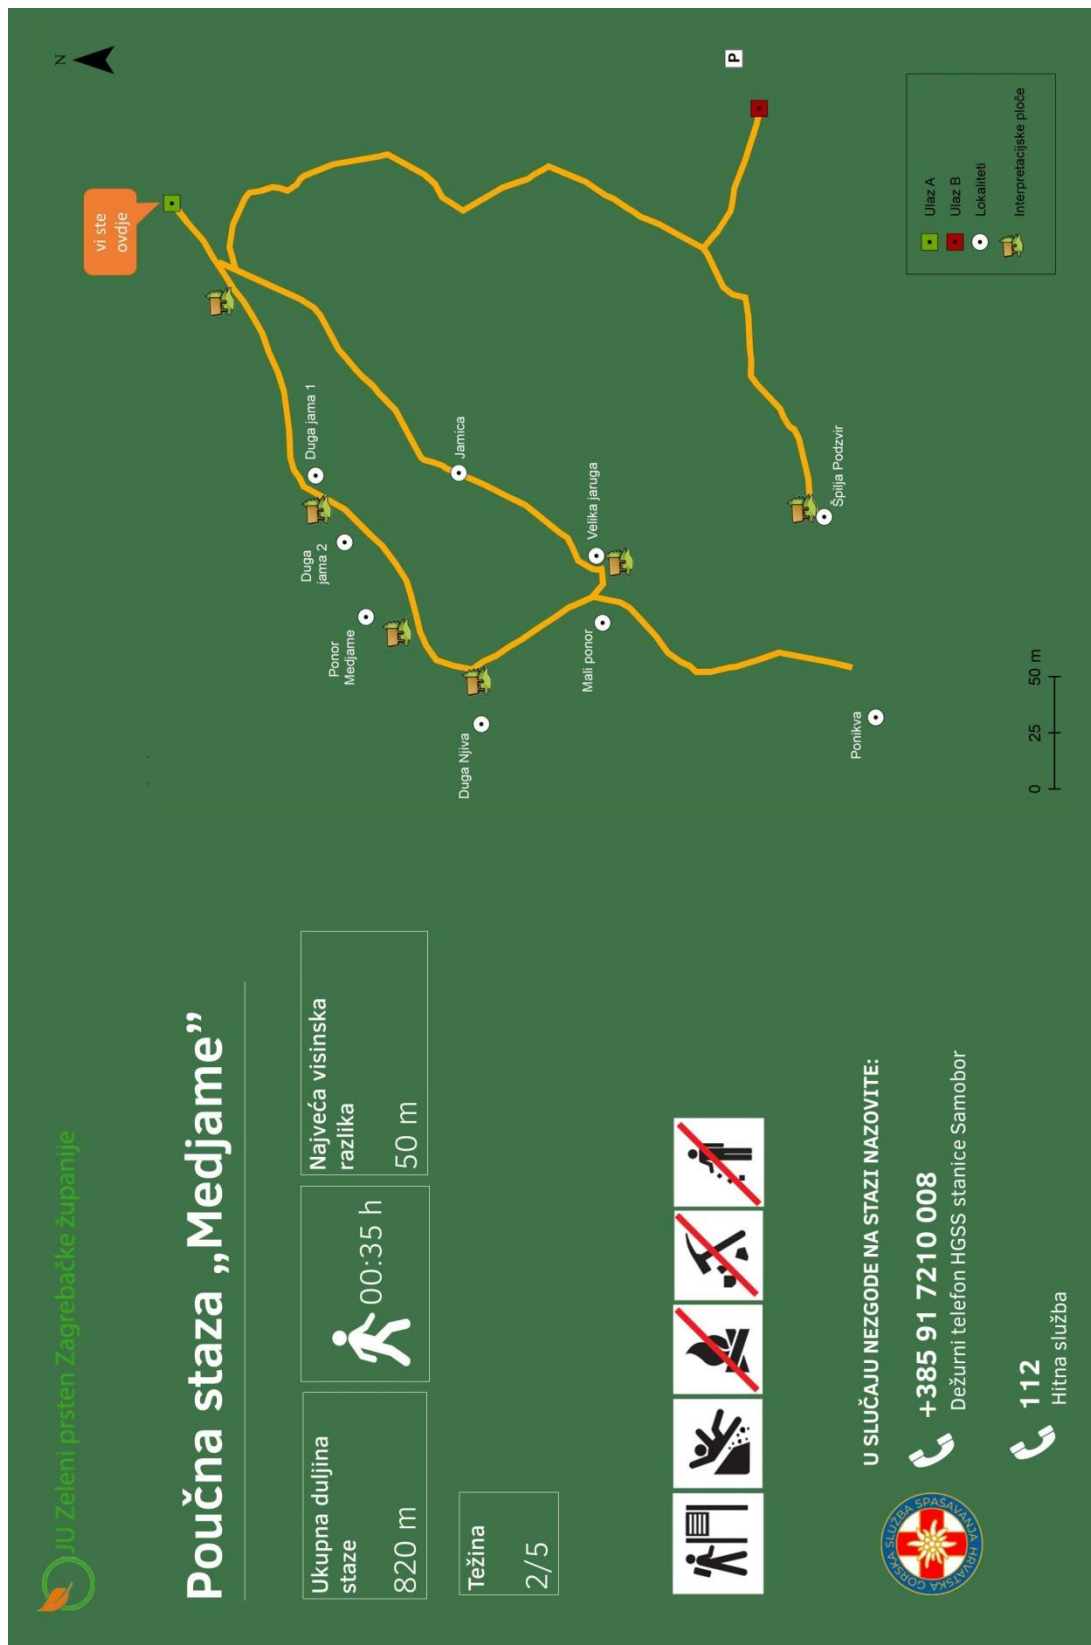 JU Zeleni prsten Zagrebačke županije
Poučna staza „Medjame”
Ukupna duljina
staze
820 m
00:35 h
Najveća visinska
razlika
50 m
Težina
2/5
U SLUČAJU NEZGODE NA STAZI NAZOVITE:
+385 91 7210 008
Dežurni telefon HGSS stanice Samobor
112
Hitna služba
HRVATSKA GORSKA SLUŽBA SPAŠAVANJA
N
vi ste
ovdje
P
Duga jama 1
Duga
jama 2
Ponor
Medjame
Duga Njiva
Jamica
Velika jaruga
Mali ponor
Špilja Podzvir
Ponikva
0 25 50 m
Ulaz A
Ulaz B
Lokaliteti
Interpretacijske ploče